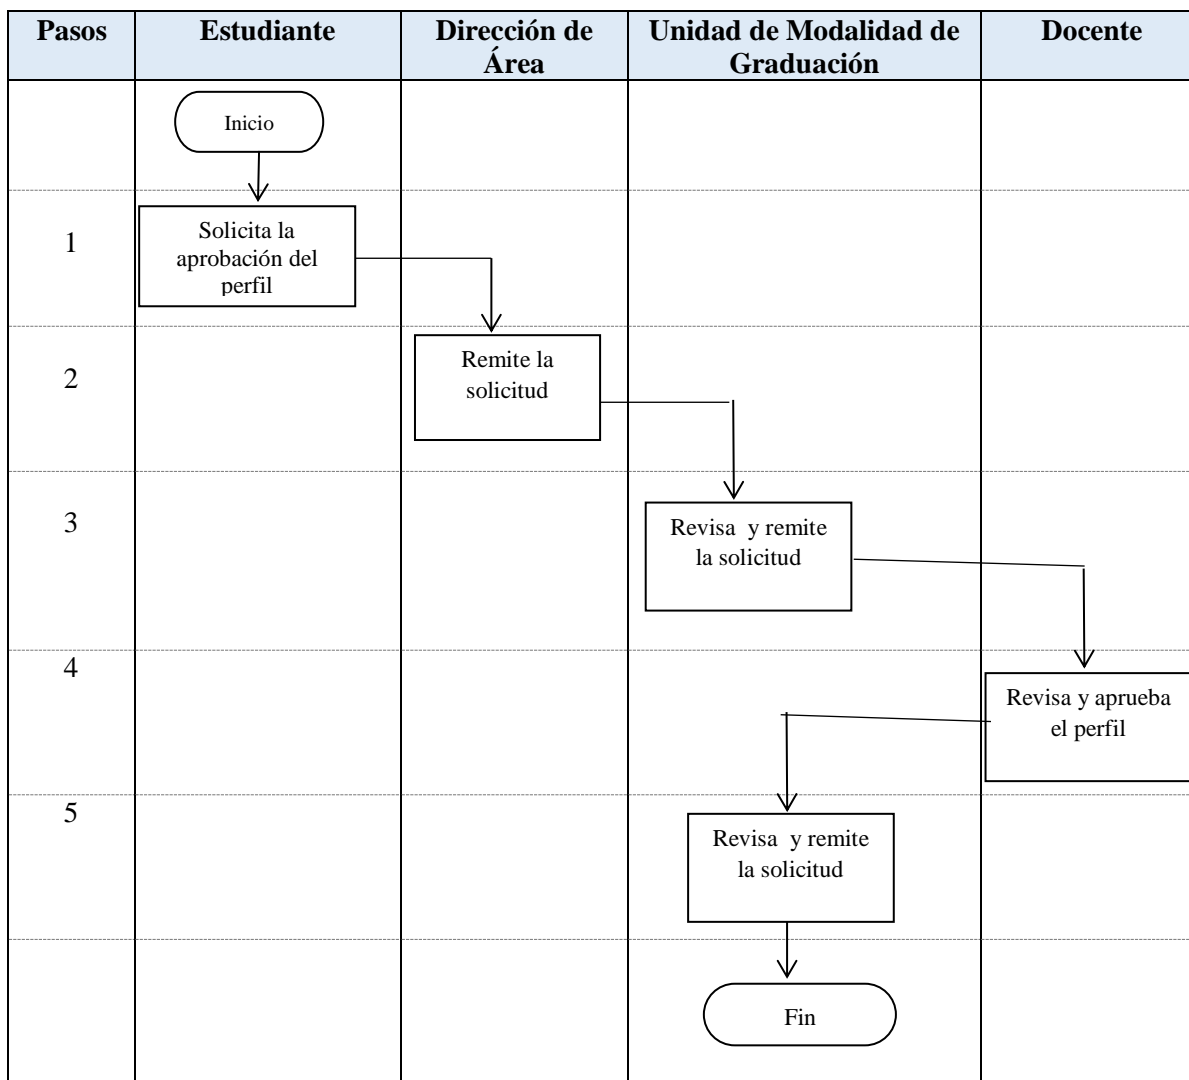 Pasos
Estudiante
Dirección de
Área
Unidad de Modalidad de
Graduación
Docente
Inicio
1
Solicita la
aprobación del
perfil
2
Remite la
solicitud
3
Revisa y remite
la solicitud
4
Revisa y aprueba
el perfil
5
Revisa y remite
la solicitud
Fin